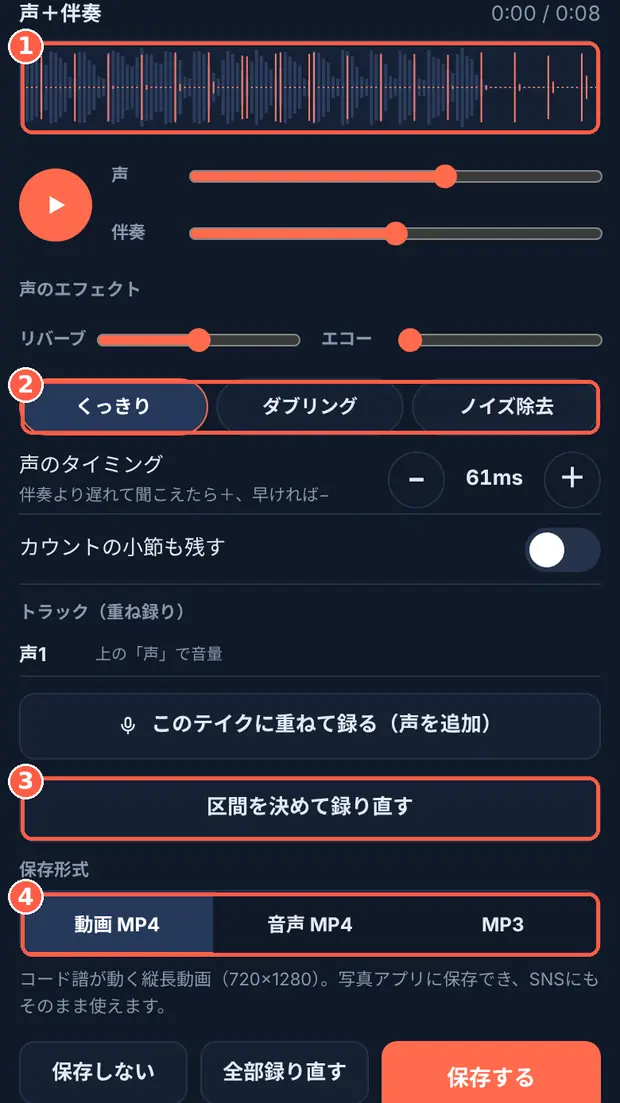 声＋伴奏 0:00 / 0:08
1
声
伴奏
声のエフェクト
リバーブ エコー
2
くっきり ダブリング ノイズ除去
声のタイミング
伴奏より遅れて聞こえたら＋、早ければ−
− 61ms ＋
カウントの小節も残す
トラック（重ね録り）
声1 上の「声」で音量
このテイクに重ねて録る（声を追加）
3
区間を決めて録り直す
保存形式
4
動画 MP4 音声 MP4 MP3
コード譜が動く縦長動画（720×1280）。写真アプリに保存でき、SNSにも
そのまま使えます。
保存しない 全部録り直す 保存する